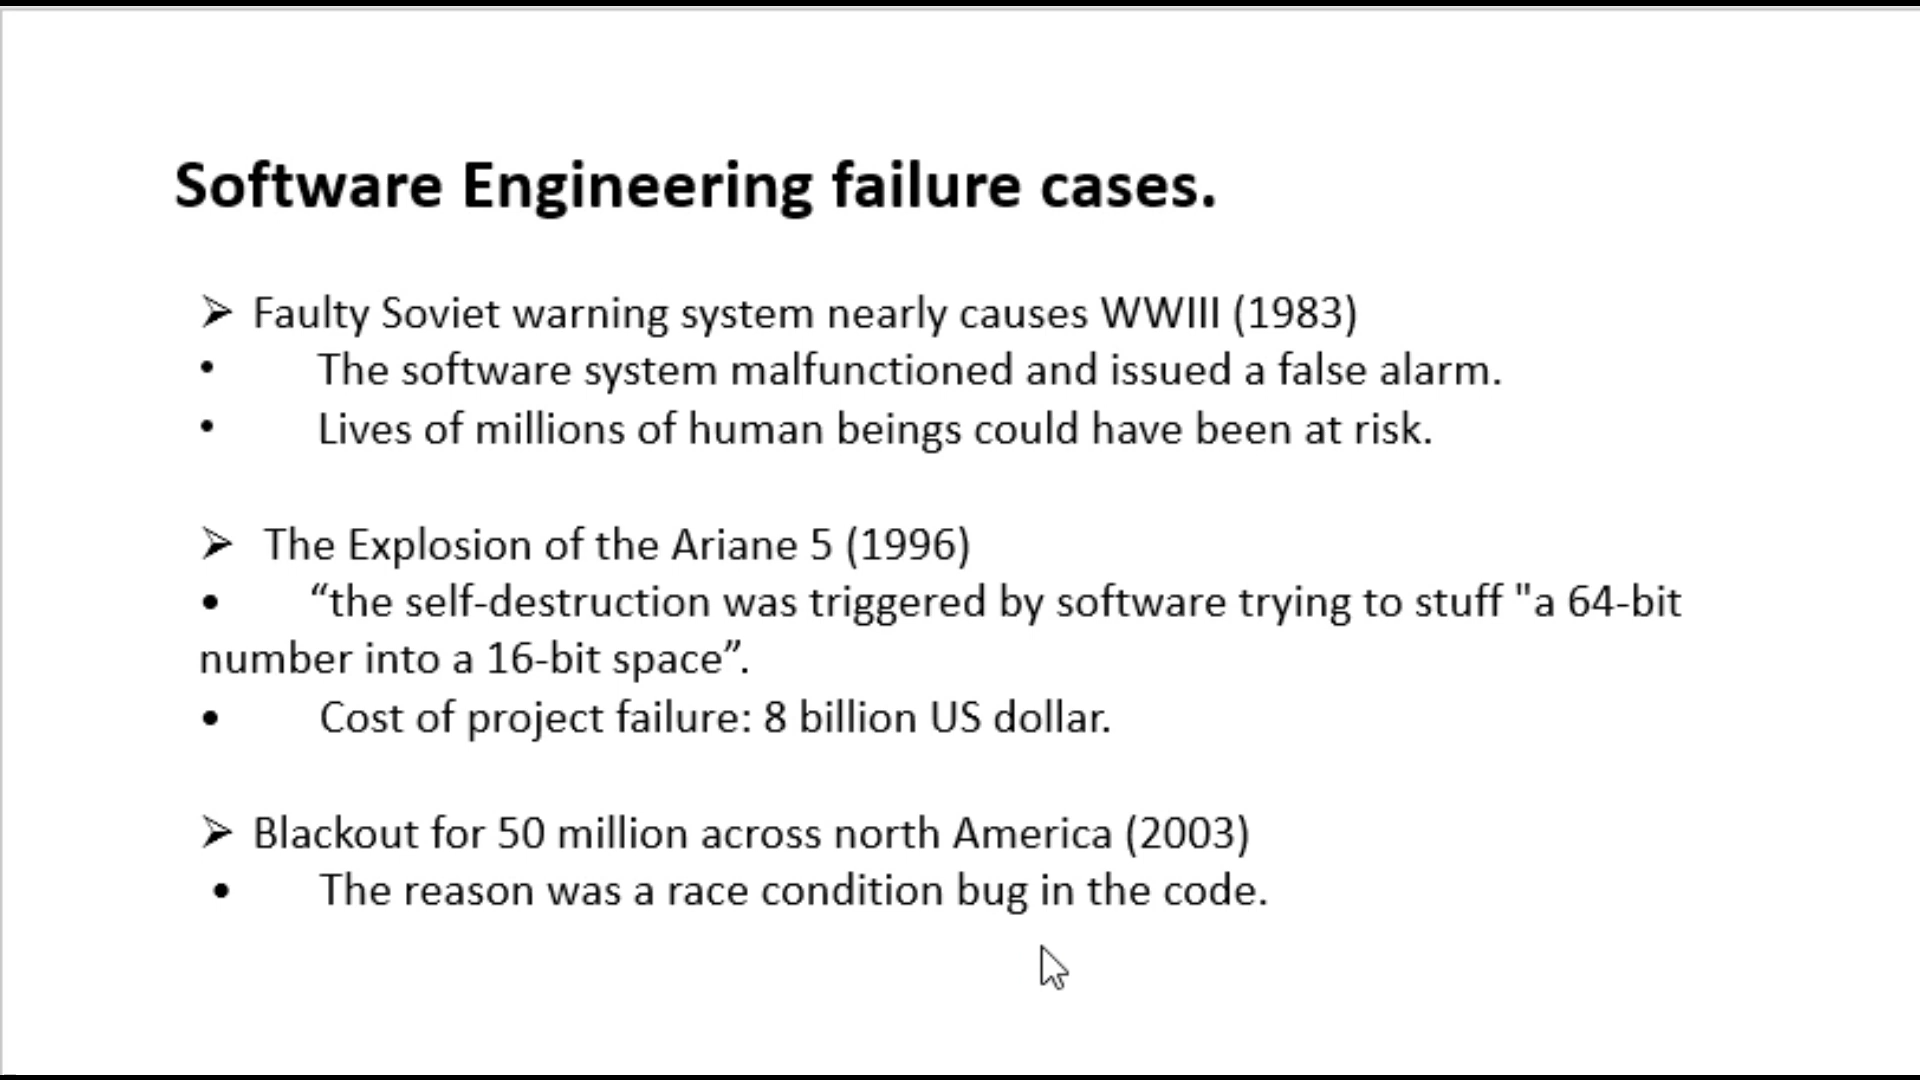 Software Engineering failure cases.
➢ Faulty Soviet warning system nearly causes WWIII (1983)
• The software system malfunctioned and issued a false alarm.
• Lives of millions of human beings could have been at risk.
➢ The Explosion of the Ariane 5 (1996)
• “the self-destruction was triggered by software trying to stuff "a 64-bit
number into a 16-bit space”.
• Cost of project failure: 8 billion US dollar.
➢ Blackout for 50 million across north America (2003)
• The reason was a race condition bug in the code.